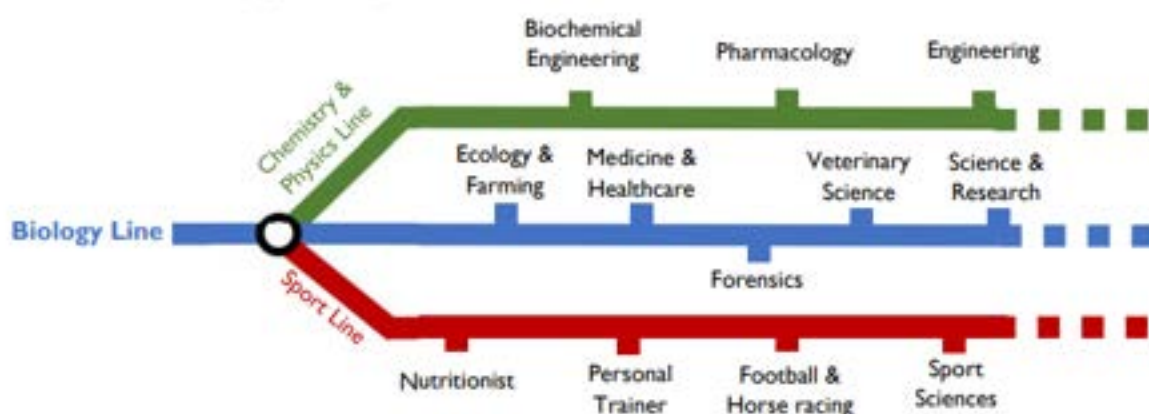 Biochemical
Engineering
Pharmacology
Engineering
Chemistry &
Physics Line
Ecology &
Farming
Medicine &
Healthcare
Veterinary
Science
Science &
Research
Biology Line
Forensics
Sport Line
Nutritionist
Personal
Trainer
Football &
Horse racing
Sport
Sciences